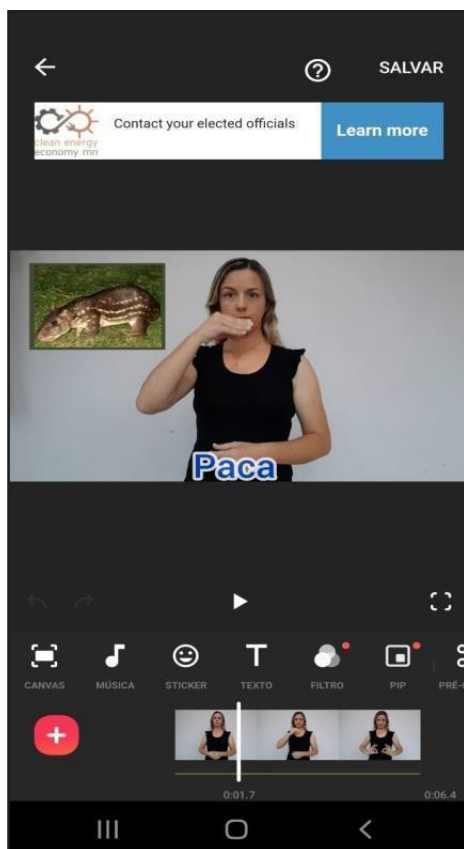 SALVAR
clean energy
economy mn
Contact your elected officials
Learn more
Paca
CANVAS
MÚSICA
STICKER
TEXTO
FILTRO
PIP
PRÉ-
0:01.7
0:06.4